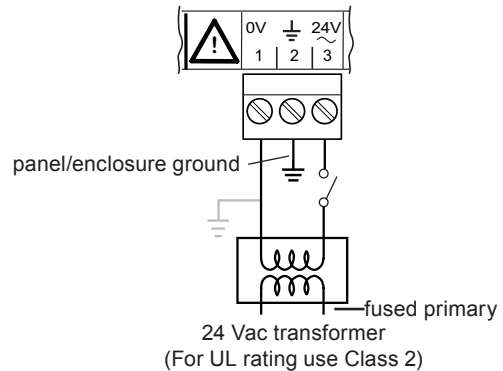 !
0V ⏚ 24V
~
1 2 3
panel/enclosure ground
fused primary
24 Vac transformer
(For UL rating use Class 2)